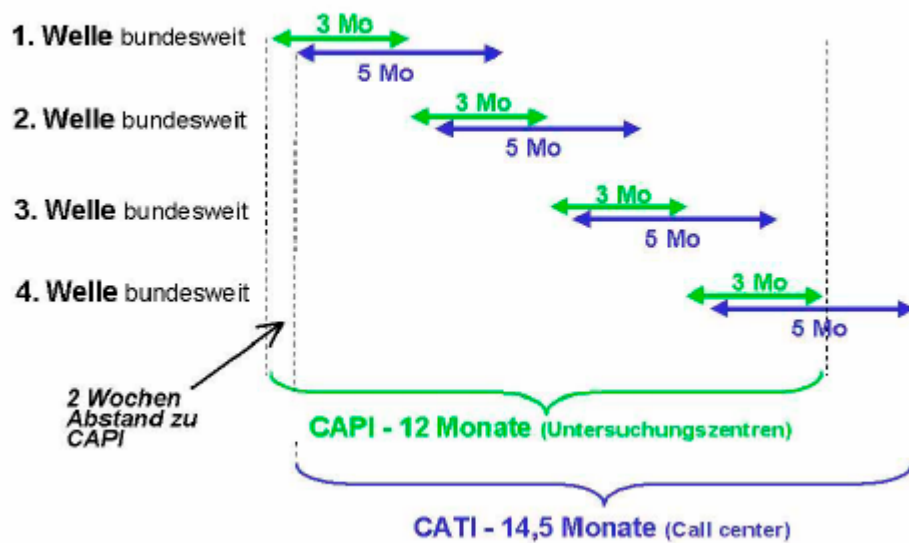 3 Mo
1. Welle bundesweit
5 Mo
3 Mo
2. Welle bundesweit
5 Mo
3 Mo
3. Welle bundesweit
5 Mo
3 Mo
4. Welle bundesweit
5 Mo
2 Wochen
Abstand zu
CAPI
CAPI - 12 Monate (Untersuchungszentren)
CATI - 14,5 Monate (Call center)